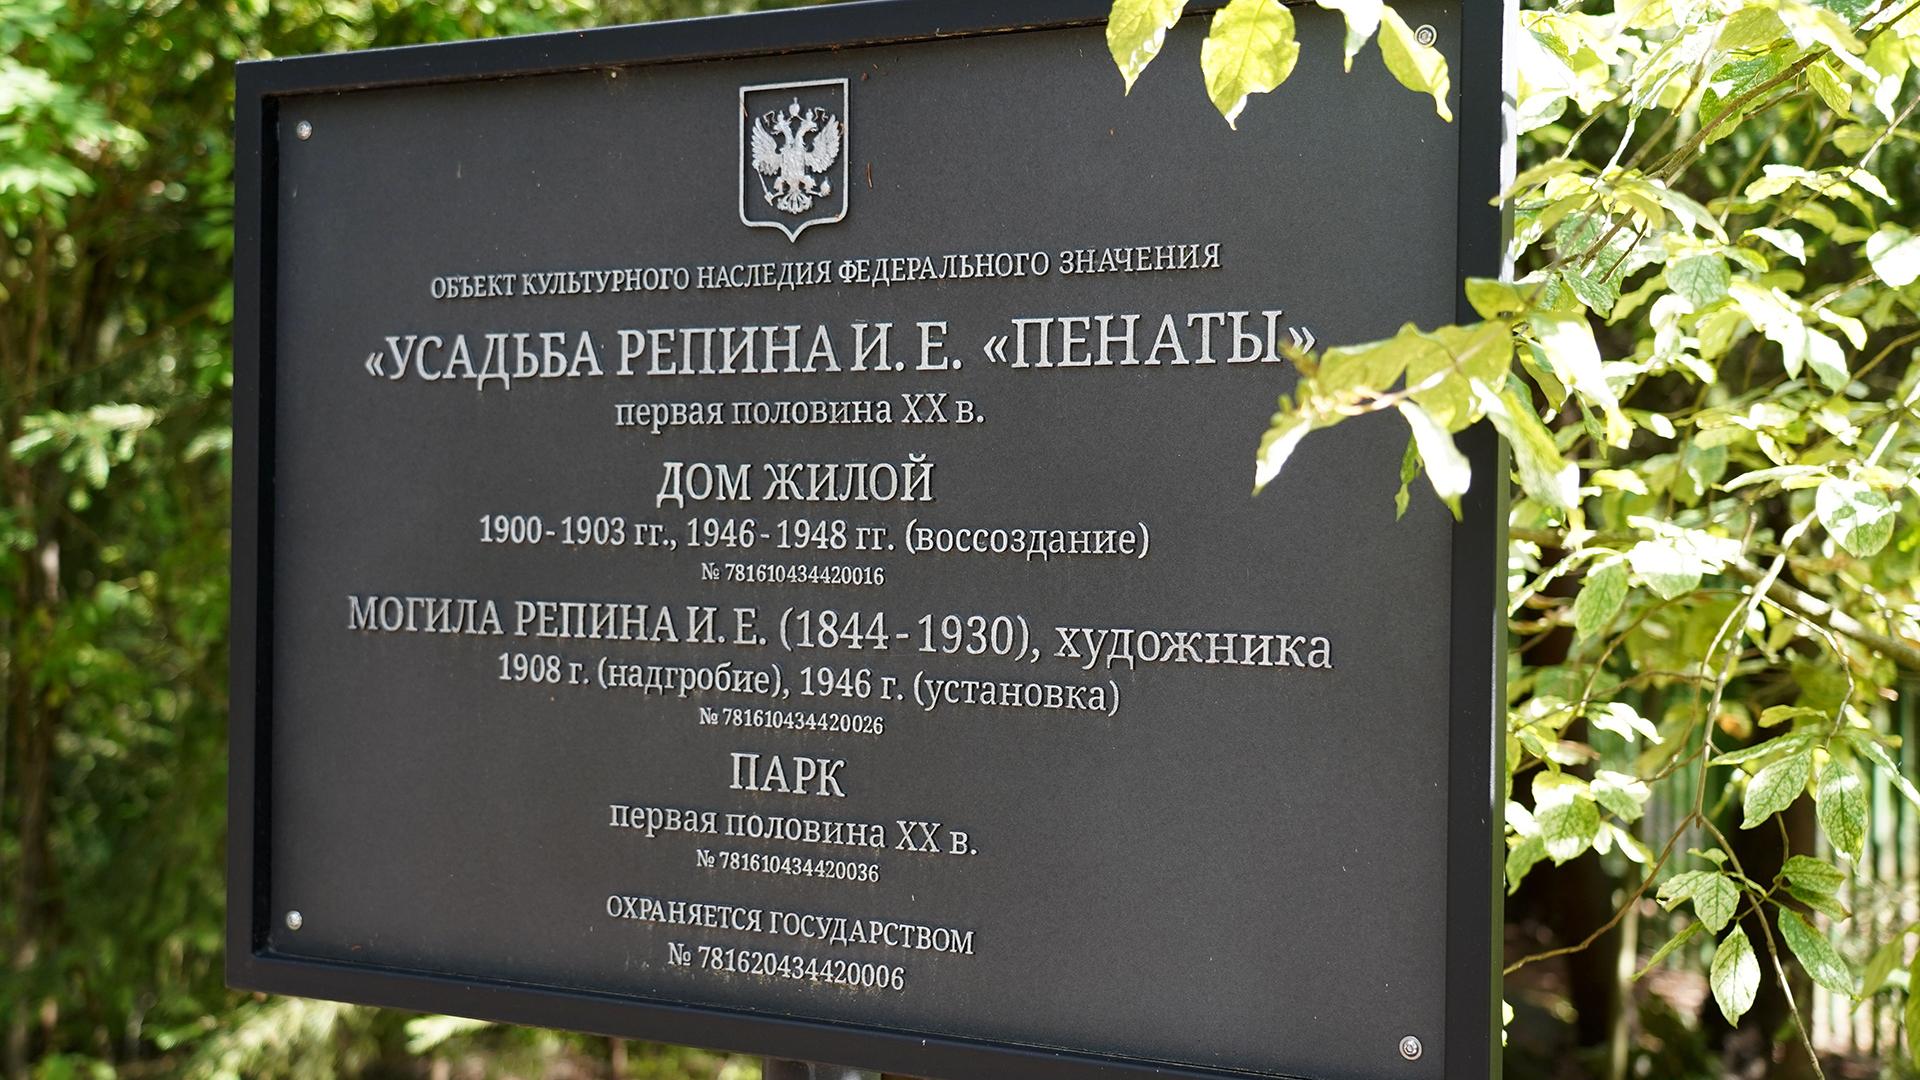 ОБЪЕКТ КУЛЬТУРНОГО НАСЛЕДИЯ ФЕДЕРАЛЬНОГО ЗНАЧЕНИЯ
«УСАДЬБА РЕПИНА И. Е. «ПЕНАТЫ»
первая половина XX в.
ДОМ ЖИЛОЙ
1900-1903 гг., 1946-1948 гг. (воссоздание)
№ 781610434420016
МОГИЛА РЕПИНА И. Е. (1844-1930), художника
1908 г. (надгробие), 1946 г. (установка)
№ 781610434420026
ПАРК
первая половина XX в.
№ 781610434420036
ОХРАНЯЕТСЯ ГОСУДАРСТВОМ
№ 781620434420006